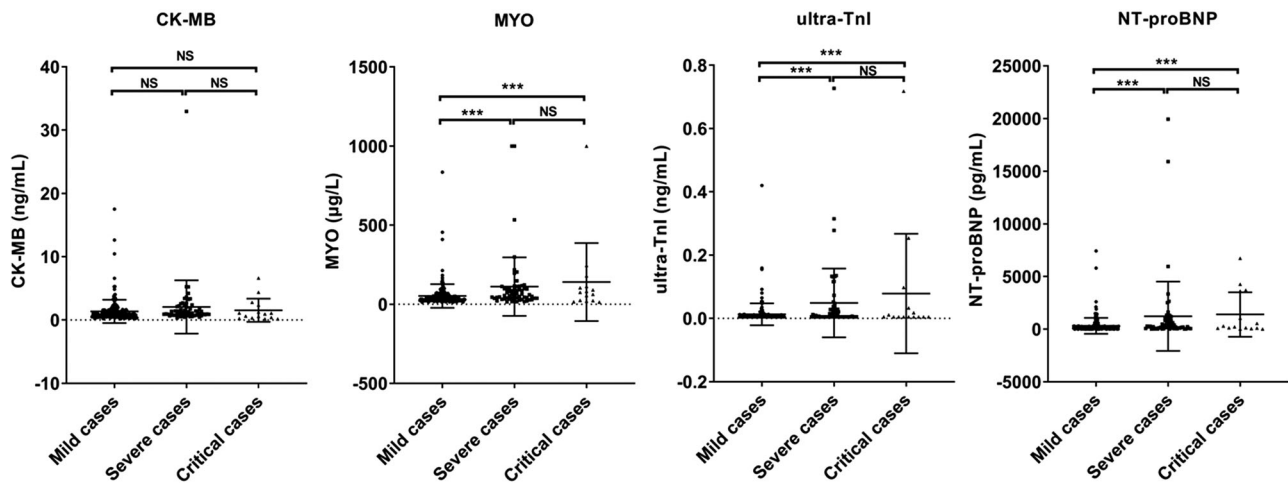 CK-MB
NS
NS
NS
CK-MB (ng/mL)
40
30
20
10
0
-10
Mild cases
Severe cases
Critical cases
MYO
***
***
NS
MYO (µg/L)
1500
1000
500
0
-500
Mild cases
Severe cases
Critical cases
ultra-TnI
***
***
NS
ultra-TnI (ng/mL)
0.8
0.6
0.4
0.2
0.0
-0.2
Mild cases
Severe cases
Critical cases
NT-proBNP
***
***
NS
NT-proBNP (pg/mL)
25000
20000
15000
10000
5000
0
-5000
Mild cases
Severe cases
Critical cases